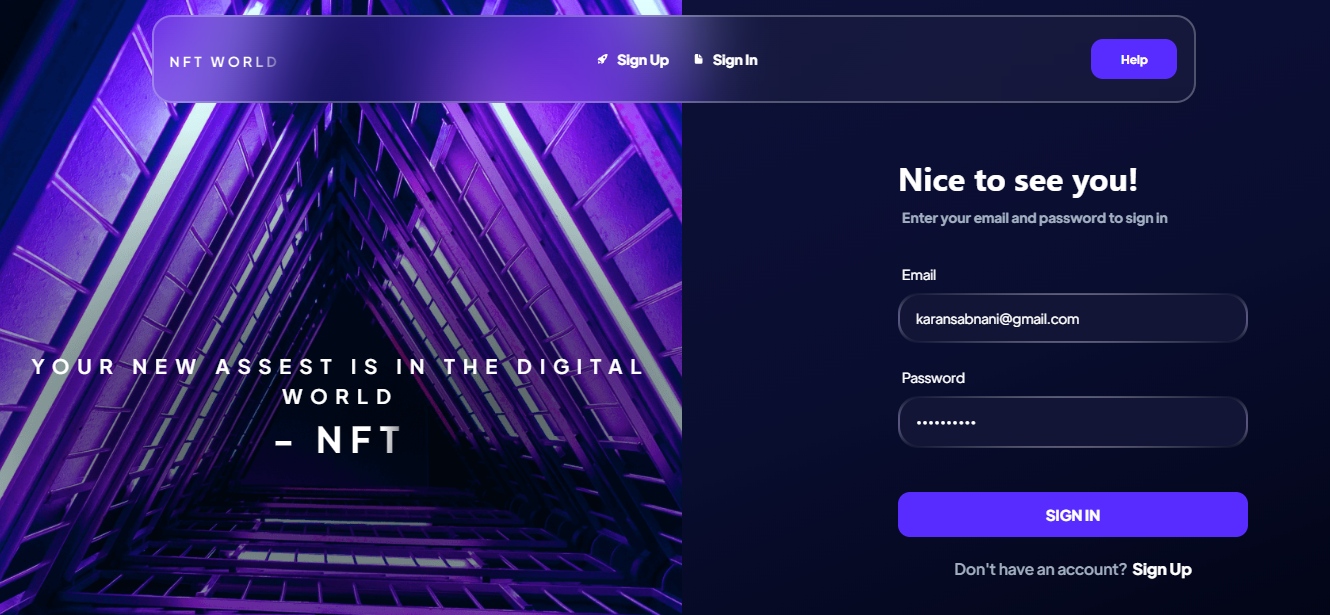 NFT WORLD
Sign Up
Sign In
Help
YOUR NEW ASSEST IS IN THE DIGITAL
WORLD
- NFT
Nice to see you!
Enter your email and password to sign in
Email
karansabnani@gmail.com
Password
••••••••••
SIGN IN
Don't have an account? Sign Up